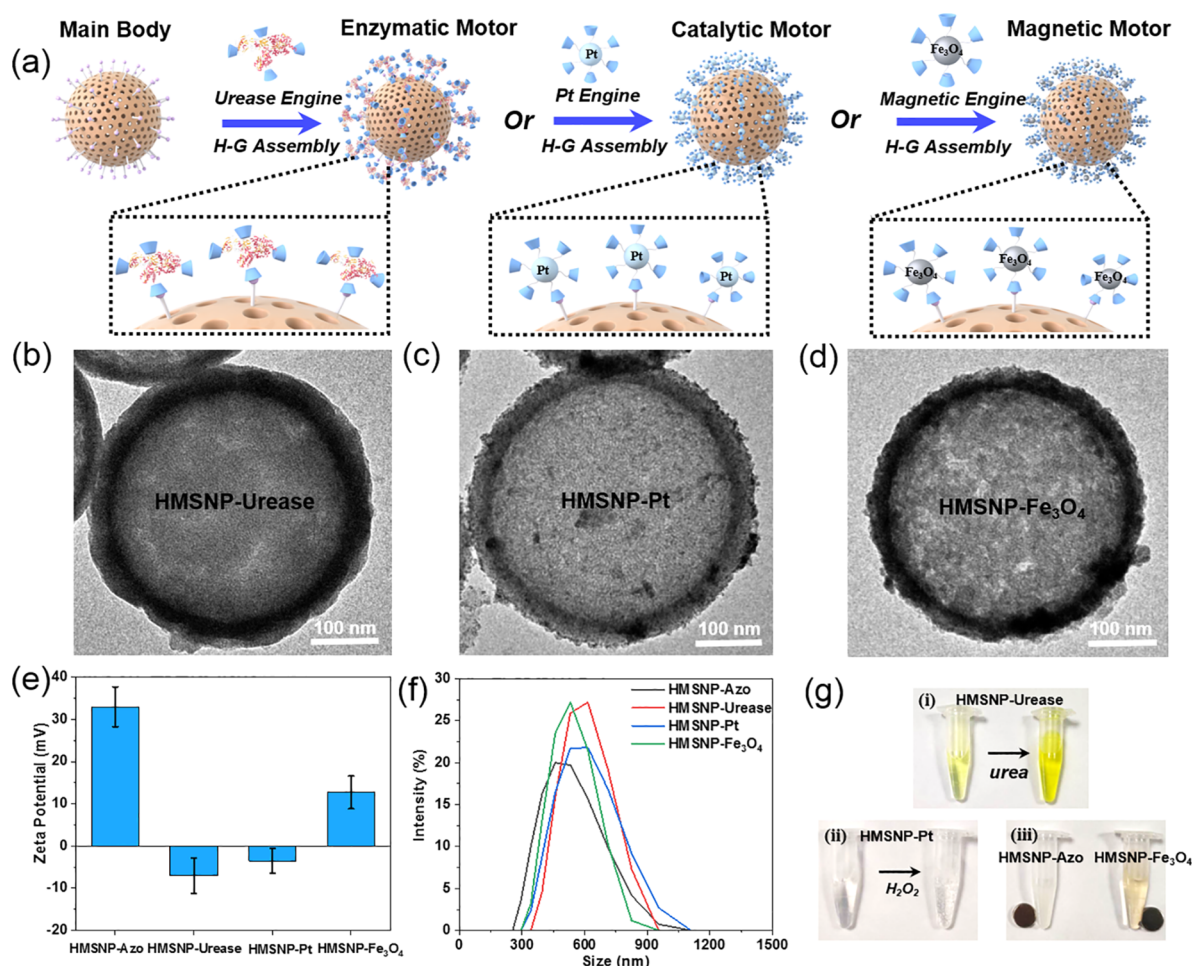 (a)
Main Body
Enzymatic Motor
Catalytic Motor
Magnetic Motor
Urease Engine
H-G Assembly
Or
Pt
Pt Engine
H-G Assembly
Or
Fe₃O₄
Magnetic Engine
H-G Assembly
Pt
Pt
Pt
Fe₃O₄
Fe₃O₄
Fe₃O₄
(b)
HMSNP-Urease
100 nm
(c)
HMSNP-Pt
100 nm
(d)
HMSNP-Fe₃O₄
100 nm
(e)
Zeta Potential (mV)
40
30
20
10
0
-10
-20
HMSNP-Azo HMSNP-Urease HMSNP-Pt HMSNP-Fe₃O₄
(f)
Intensity (%)
30
25
20
15
10
5
0
HMSNP-Azo
HMSNP-Urease
HMSNP-Pt
HMSNP-Fe₃O₄
0 300 600 900 1200 1500
Size (nm)
(g)
(i) HMSNP-Urease
urea
(ii) HMSNP-Pt
H₂O₂
(iii)
HMSNP-Azo HMSNP-Fe₃O₄